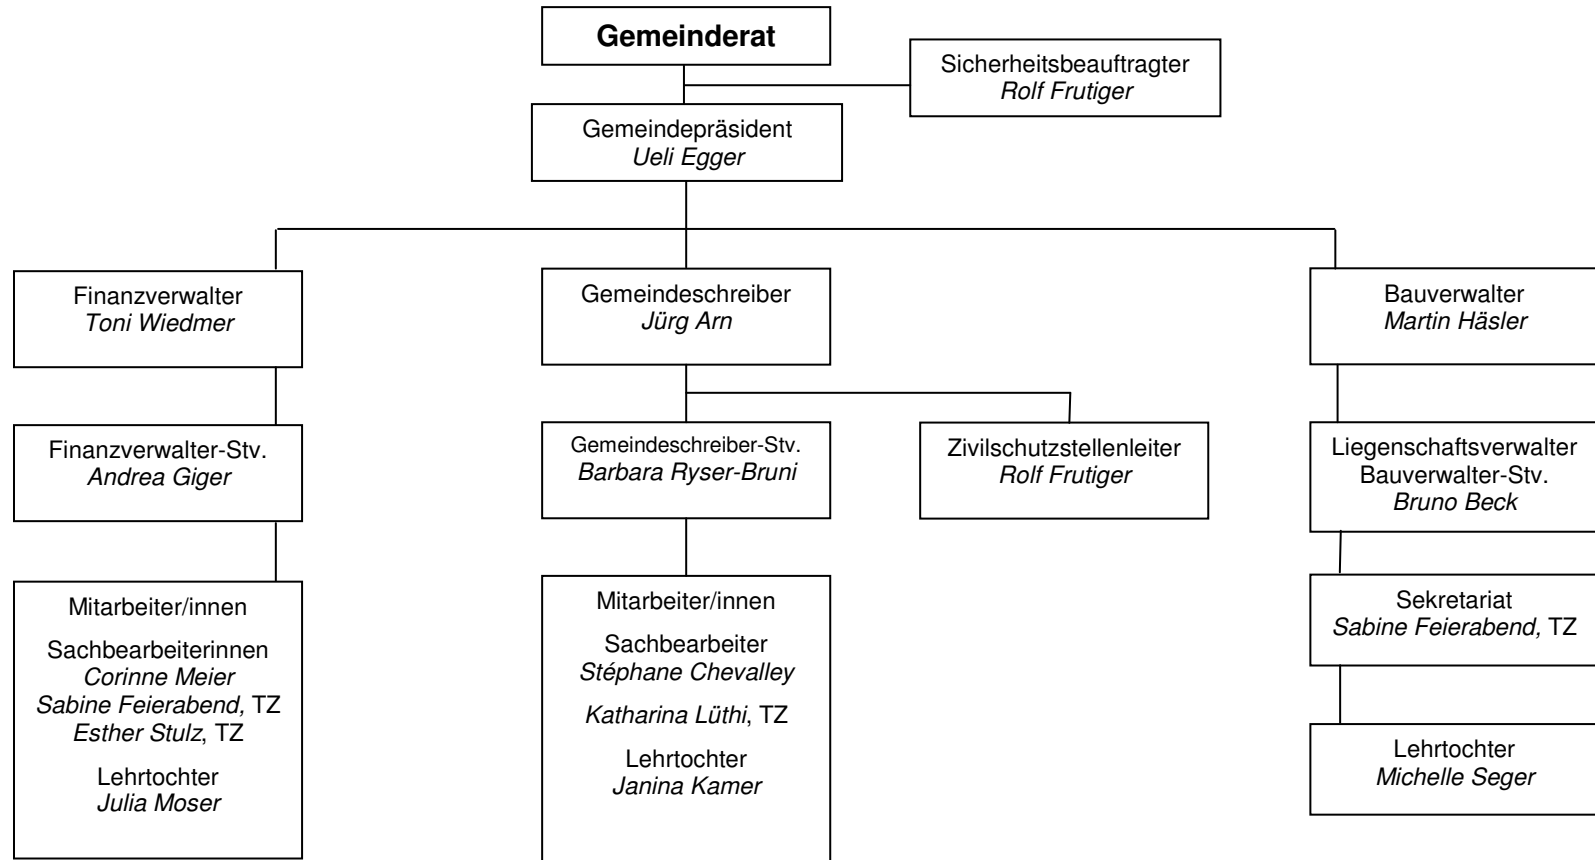 Gemeinderat
Sicherheitsbeauftragter
Rolf Frutiger
Gemeindepräsident
Ueli Egger
Finanzverwalter
Toni Wiedmer
Gemeindeschreiber
Jürg Arn
Bauverwalter
Martin Häsler
Finanzverwalter-Stv.
Andrea Giger
Gemeindeschreiber-Stv.
Barbara Ryser-Bruni
Zivilschutzstellenleiter
Rolf Frutiger
Liegenschaftsverwalter
Bauverwalter-Stv.
Bruno Beck
Mitarbeiter/innen
Sachbearbeiterinnen
Corinne Meier
Sabine Feierabend, TZ
Esther Stulz, TZ
Lehrtochter
Julia Moser
Mitarbeiter/innen
Sachbearbeiter
Stéphane Chevalley
Katharina Lüthi, TZ
Lehrtochter
Janina Kamer
Sekretariat
Sabine Feierabend, TZ
Lehrtochter
Michelle Seger